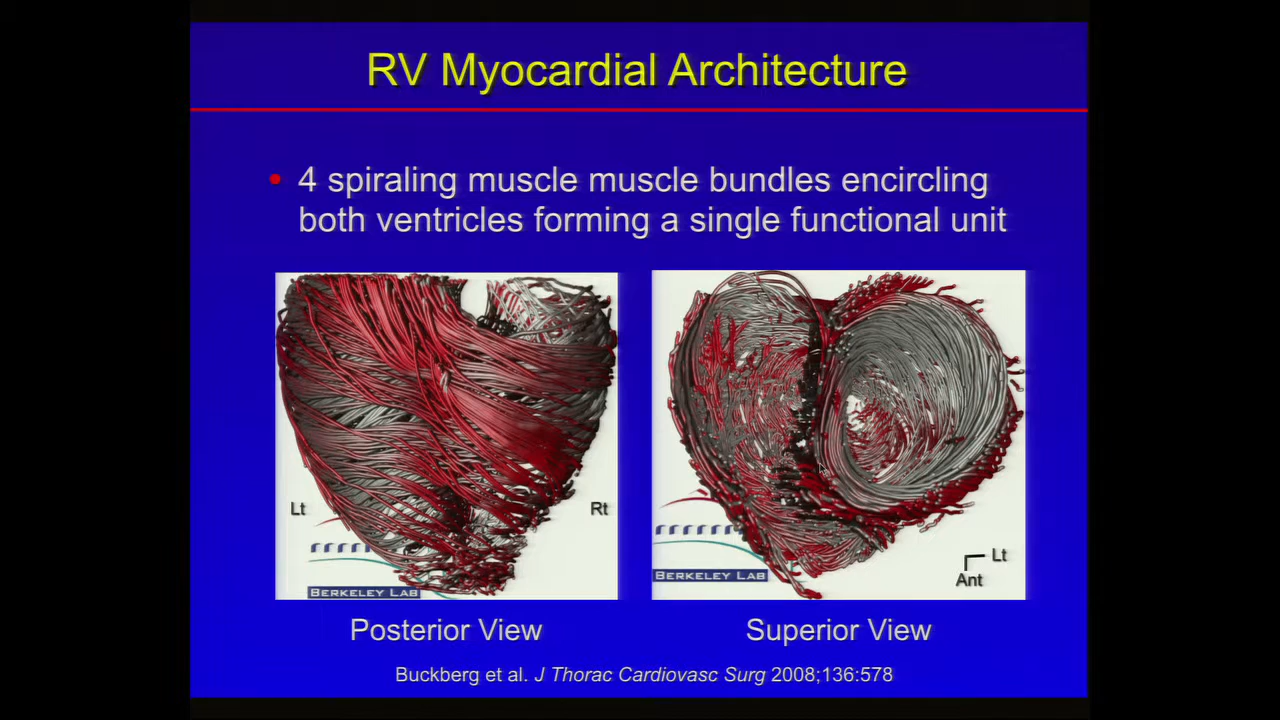 RV Myocardial Architecture
• 4 spiraling muscle muscle bundles encircling
both ventricles forming a single functional unit
Lt
Rt
BERKELEY LAB
BERKELEY LAB
Lt
Ant
Posterior View
Superior View
Buckberg et al. J Thorac Cardiovasc Surg 2008;136:578